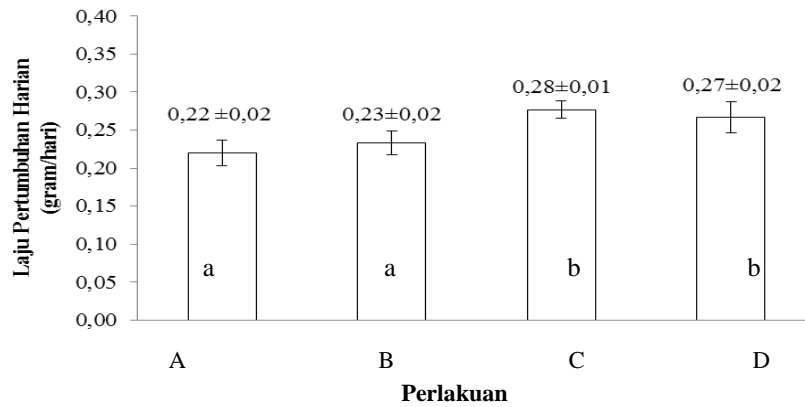 Laju Pertumbuhan Harian
(gram/hari)
0,40
0,35
0,30
0,25
0,20
0,15
0,10
0,05
0,00
0,22 ±0,02 0,23±0,02 0,28±0,01 0,27±0,02
a a b b
A B C D
Perlakuan